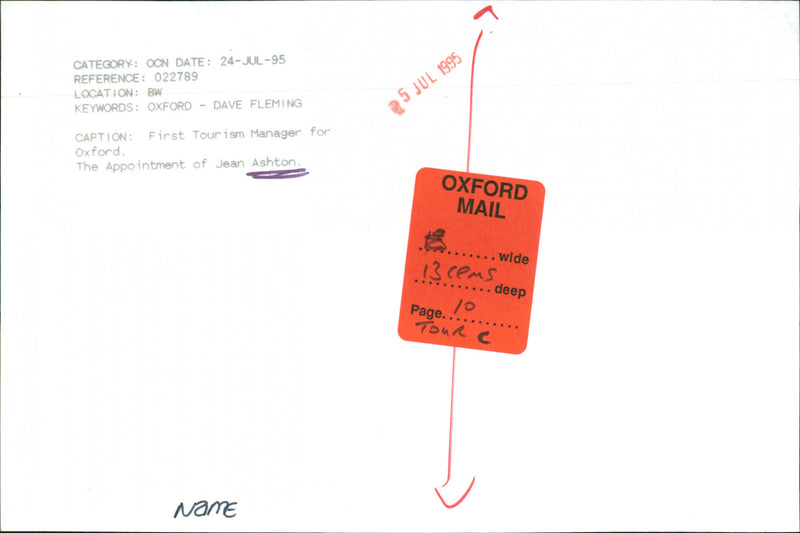 CATEGORY: OCN DATE: 24-JUL-95
REFERENCE: 022789
LOCATION: BW
KEYWORDS: OXFORD - DAVE FLEMING
CAPTION: First Tourism Manager for
Oxford.
The Appointment of Jean Ashton.
25 JUL 1995
OXFORD
MAIL
..........wide
13 cems
............deep
Page. 10
TOUR C
NAME